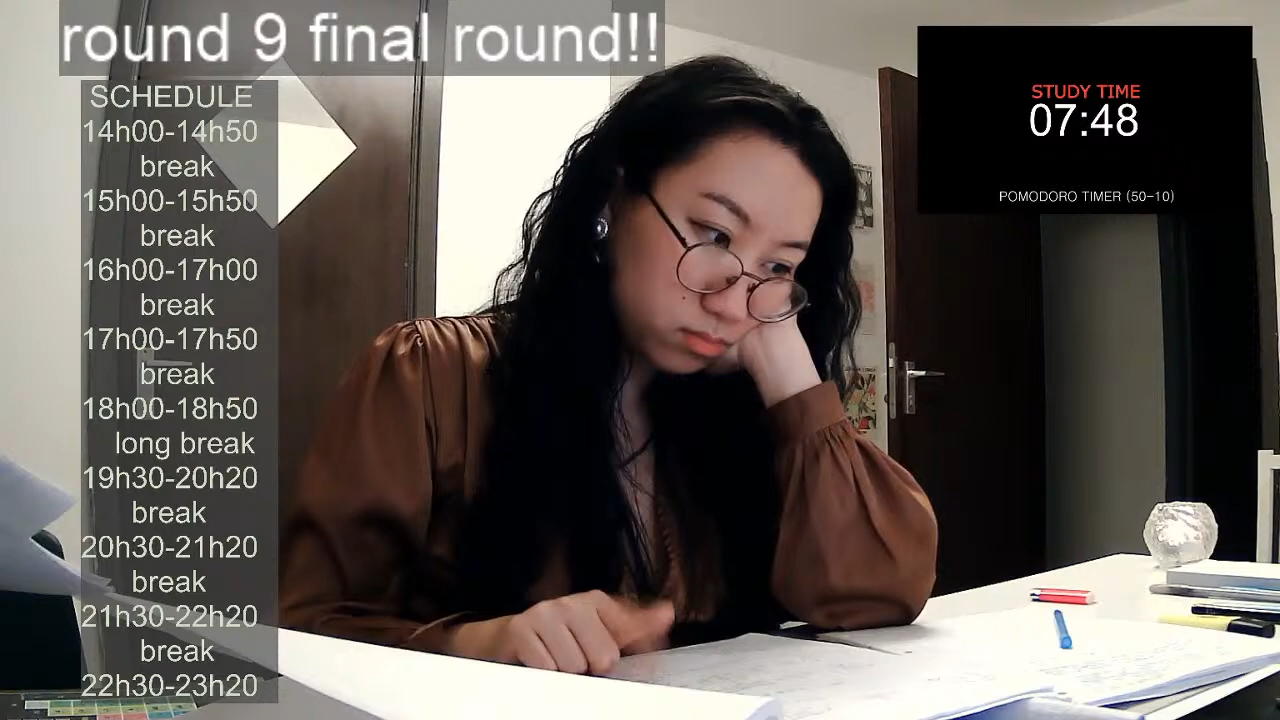 round 9 final round!!
SCHEDULE
14h00-14h50
break
15h00-15h50
break
16h00-17h00
break
17h00-17h50
break
18h00-18h50
long break
19h30-20h20
break
20h30-21h20
break
21h30-22h20
break
22h30-23h20
STUDY TIME
07:48
POMODORO TIMER (50-10)